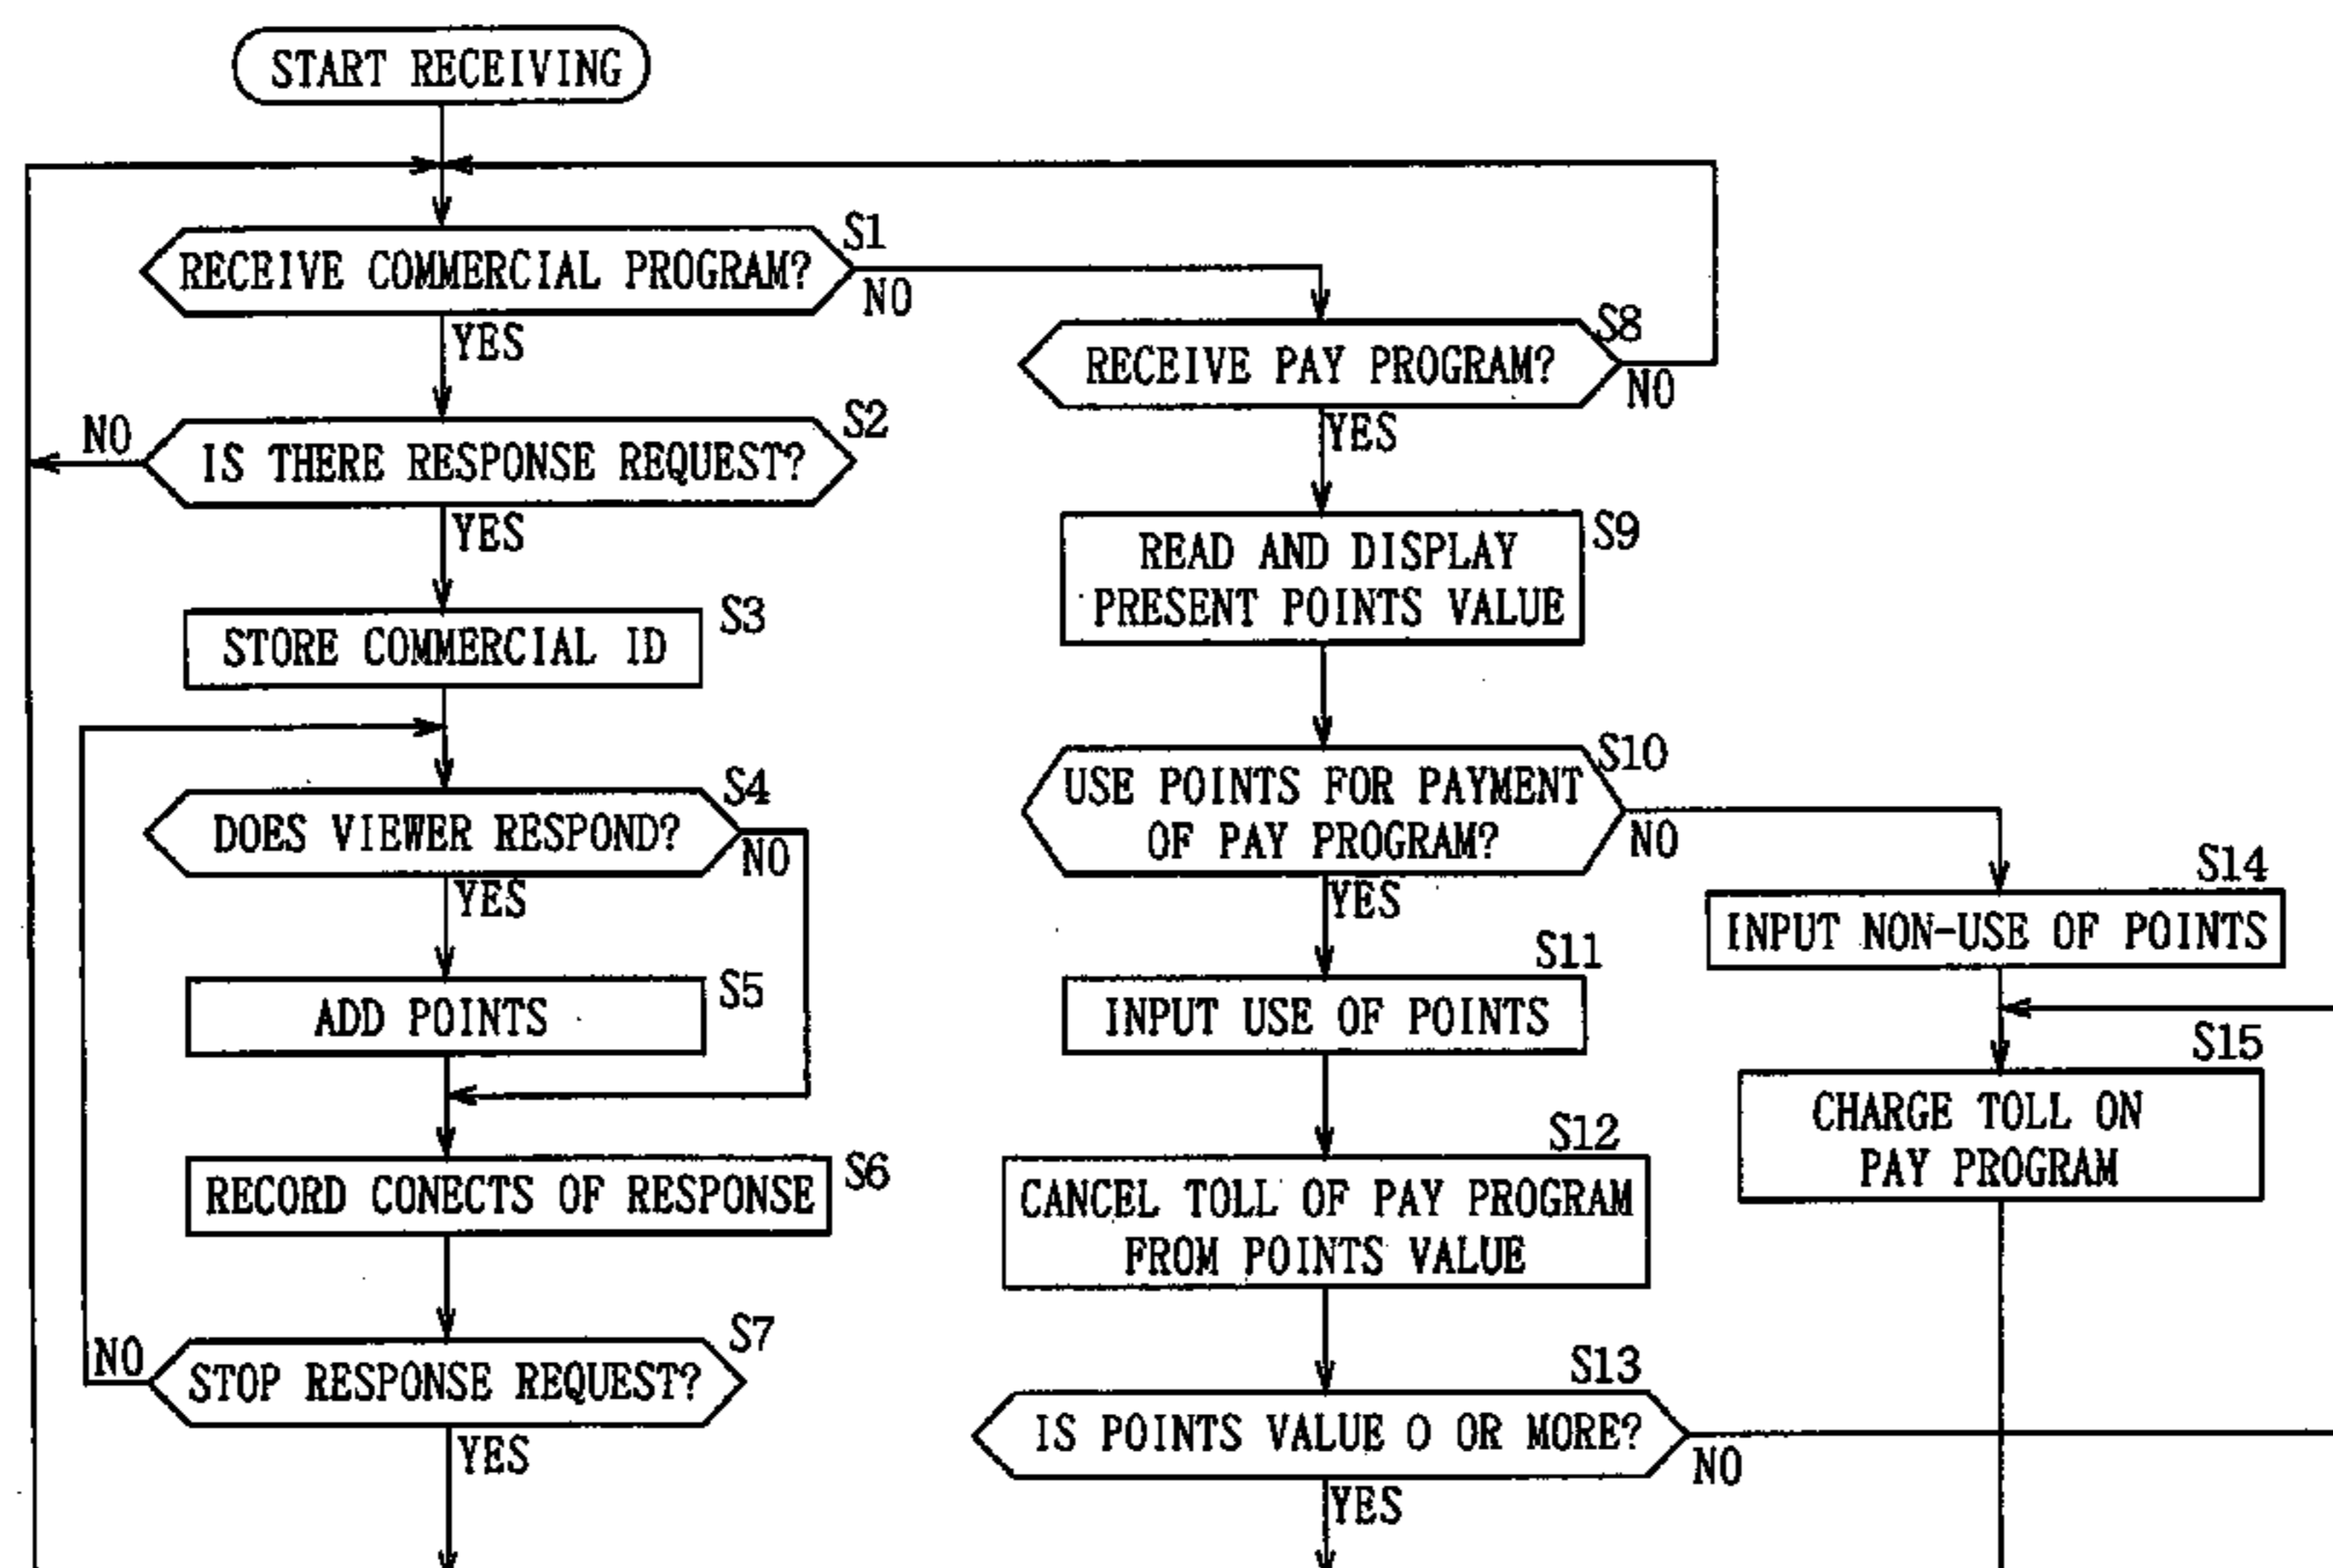 START RECEIVING
S1
RECEIVE COMMERCIAL PROGRAM?
NO
YES
S2
NO
IS THERE RESPONSE REQUEST?
YES
S3
STORE COMMERCIAL ID
S4
DOES VIEWER RESPOND?
NO
YES
S5
ADD POINTS
S6
RECORD CONECTS OF RESPONSE
S7
NO
STOP RESPONSE REQUEST?
YES
S8
RECEIVE PAY PROGRAM?
NO
YES
S9
READ AND DISPLAY
PRESENT POINTS VALUE
S10
USE POINTS FOR PAYMENT
OF PAY PROGRAM?
NO
YES
S11
INPUT USE OF POINTS
S12
CANCEL TOLL OF PAY PROGRAM
FROM POINTS VALUE
S13
IS POINTS VALUE 0 OR MORE?
NO
YES
S14
INPUT NON-USE OF POINTS
S15
CHARGE TOLL ON
PAY PROGRAM